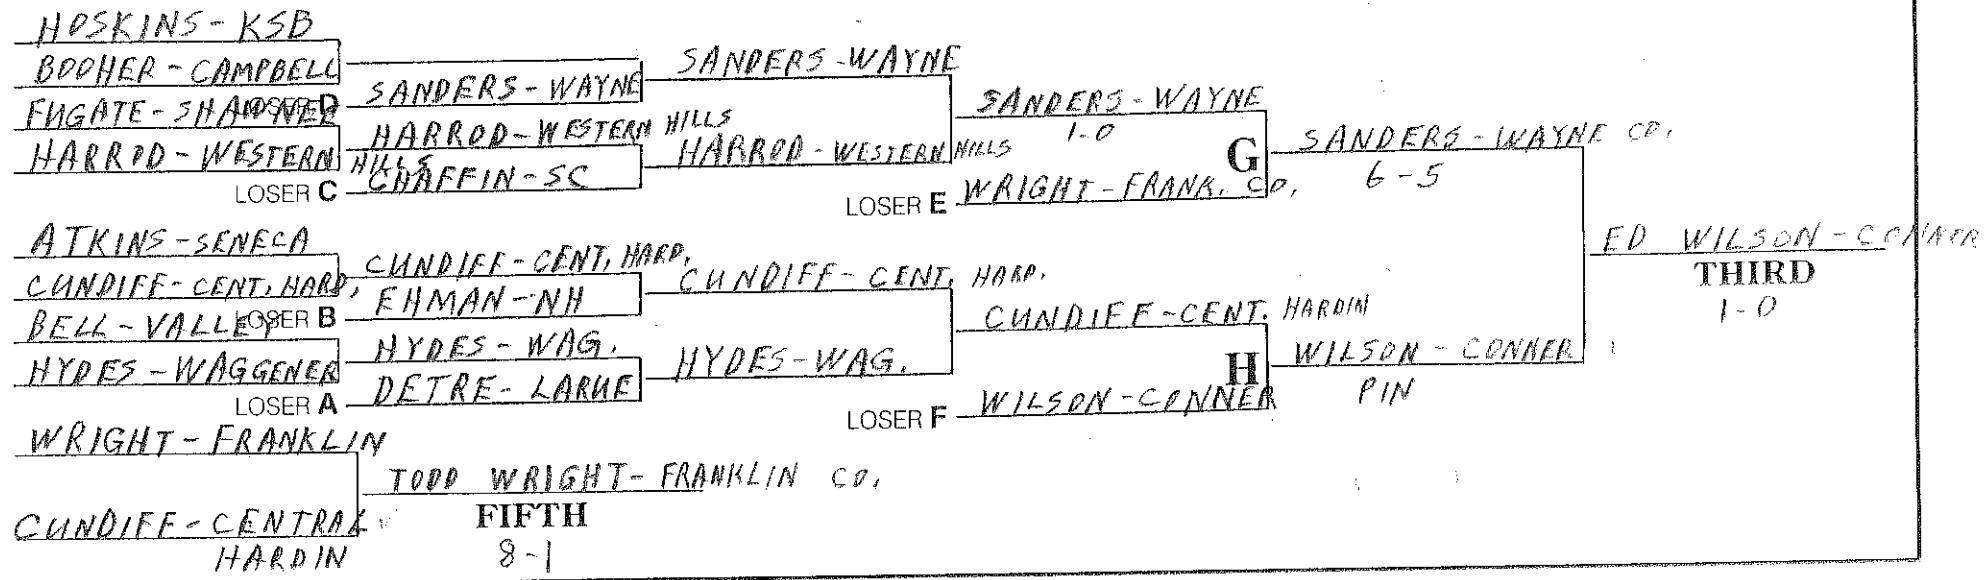 HOSKINS - KSB
BOOHER - CAMPBELL
FUGATE - SHAWNEE
LOSER D
HARROD - WESTERN HILLS
LOSER C
SANDERS - WAYNE
HARROD - WESTERN HILLS
CHAFFIN - SC
SANDERS - WAYNE
HARROD - WESTERN HILLS
SANDERS - WAYNE
1-0
G
LOSER E
WRIGHT - FRANK. CO.
SANDERS - WAYNE CO.
6-5
ATKINS - SENECA
CUNDIFF - CENT. HARD.
BELL - VALLEY
LOSER B
HYDES - WAGGENER
LOSER A
CUNDIFF - CENT. HARD.
EHMAN - NH
HYDES - WAG.
DETRE - LARUE
CUNDIFF - CENT. HARD.
HYDES - WAG.
CUNDIFF - CENT. HARDIN
H
LOSER F
WILSON - CONNER
WILSON - CONNER
PIN
ED WILSON - CONNER
THIRD
1-0
WRIGHT - FRANKLIN
CUNDIFF - CENTRAL
HARDIN
TODD WRIGHT - FRANKLIN CO.
FIFTH
8-1